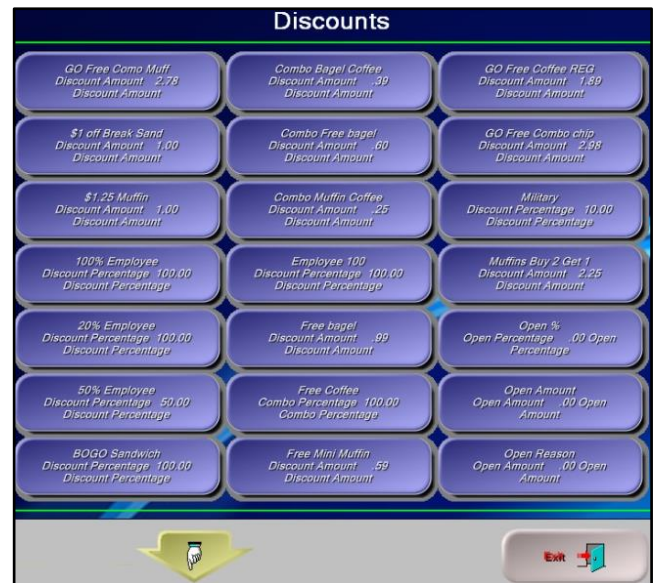 Discounts
GO Free Como Muff
Discount Amount 2.78
Discount Amount
Combo Bagel Coffee
Discount Amount .39
Discount Amount
GO Free Coffee REG
Discount Amount 1.89
Discount Amount
$1 off Break Sand
Discount Amount 1.00
Discount Amount
Combo Free bagel
Discount Amount .60
Discount Amount
GO Free Combo chip
Discount Amount 2.98
Discount Amount
$1.25 Muffin
Discount Amount 1.00
Discount Amount
Combo Muffin Coffee
Discount Amount .25
Discount Amount
Military
Discount Percentage 10.00
Discount Percentage
100% Employee
Discount Percentage 100.00
Discount Percentage
Employee 100
Discount Percentage 100.00
Discount Percentage
Muffins Buy 2 Get 1
Discount Amount 2.25
Discount Amount
20% Employee
Discount Percentage 100.00
Discount Percentage
Free bagel
Discount Amount .99
Discount Amount
Open %
Open Percentage .00 Open
Percentage
50% Employee
Discount Percentage 50.00
Discount Percentage
Free Coffee
Combo Percentage 100.00
Combo Percentage
Open Amount
Open Amount .00 Open
Amount
BOGO Sandwich
Discount Percentage 100.00
Discount Percentage
Free Mini Muffin
Discount Amount .59
Discount Amount
Open Reason
Open Amount .00 Open
Amount
Exit